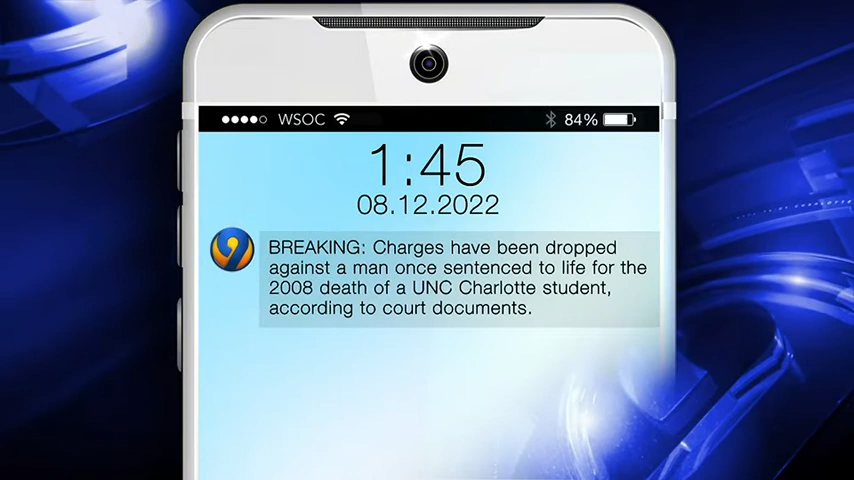 WSOC 84%
1:45
08.12.2022
9 BREAKING: Charges have been dropped
against a man once sentenced to life for the
2008 death of a UNC Charlotte student,
according to court documents.